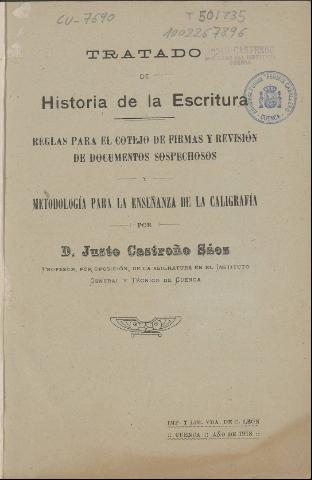 CU-7690
T 501235
1002267896
TRATADO
DE
Historia de la Escritura
REGLAS PARA EL COTEJO DE FIRMAS Y REVISIÓN
DE DOCUMENTOS SOSPECHOSOS
Y
METODOLOGÍA PARA LA ENSEÑANZA DE LA CALIGRAFÍA
POR
D. Justo Castroño Sáez
PROFESOR, POR OPOSICIÓN, DE LA ASIGNATURA EN EL INSTITUTO
GENERAL Y TÉCNICO DE CUENCA
IMP. Y LIB. VDA. DE C. LEÓN
:: CUENCA :: AÑO DE 1918 ::